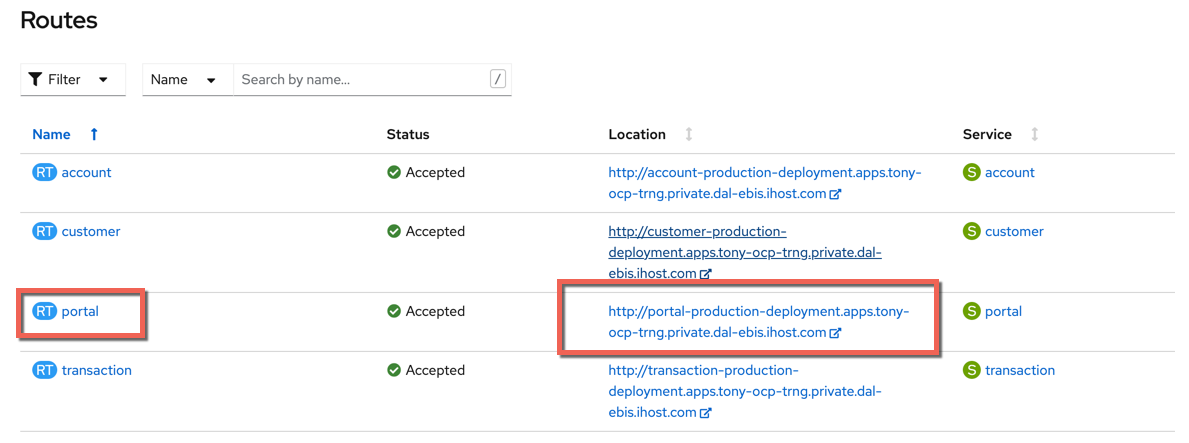 Routes
Filter Name Search by name... /
Name Status Location Service
RT account Accepted http://account-production-deployment.apps.tony- S account
ocp-trng.private.dal-ebis.ihost.com
RT customer Accepted http://customer-production- S customer
deployment.apps.tony-ocp-trng.private.dal-
ebis.ihost.com
RT portal Accepted http://portal-production-deployment.apps.tony- S portal
ocp-trng.private.dal-ebis.ihost.com
RT transaction Accepted http://transaction-production- S transaction
deployment.apps.tony-ocp-trng.private.dal-
ebis.ihost.com